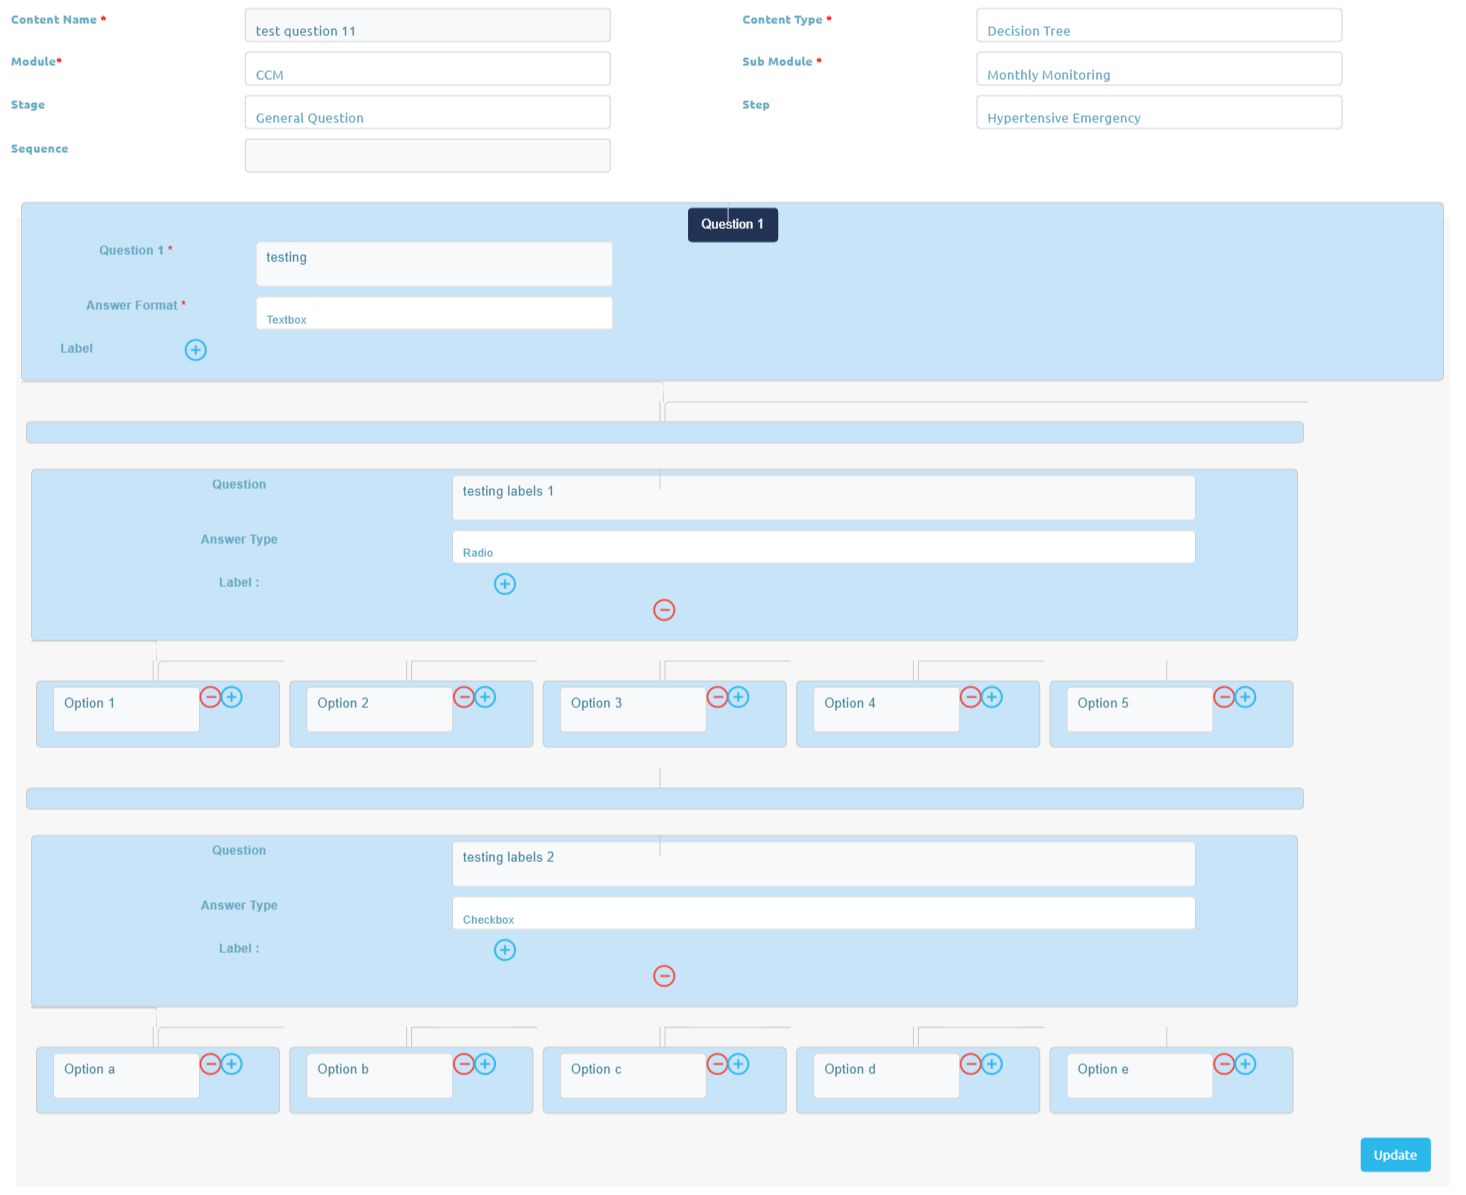 Content Name *
test question 11
Content Type *
Decision Tree
Module*
CCM
Sub Module *
Monthly Monitoring
Stage
General Question
Step
Hypertensive Emergency
Sequence
Question 1
Question 1 *
testing
Answer Format *
Textbox
Label
Question
testing labels 1
Answer Type
Radio
Label :
Option 1
Option 2
Option 3
Option 4
Option 5
Question
testing labels 2
Answer Type
Checkbox
Label :
Option a
Option b
Option c
Option d
Option e
Update